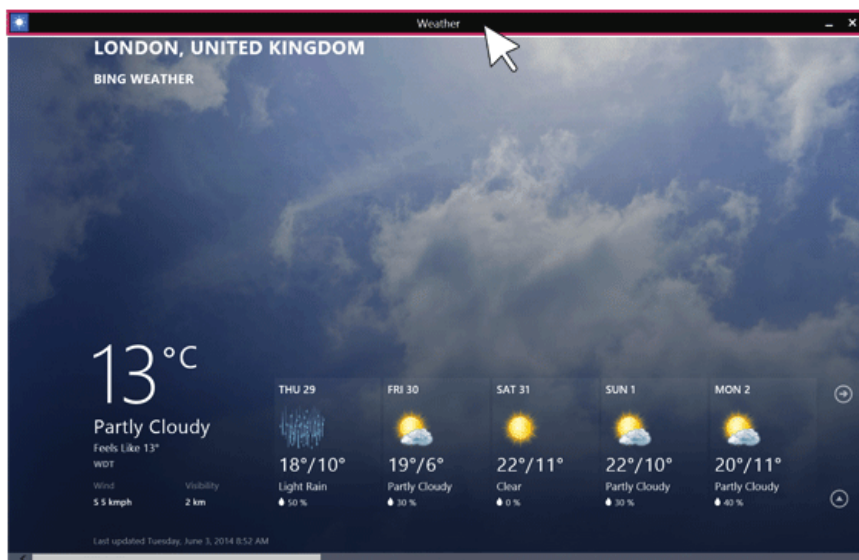 Weather
LONDON, UNITED KINGDOM
BING WEATHER
13°C
Partly Cloudy
Feels Like 13°
WDT
Wind Visibility
S 5 kmph 2 km
THU 29
18°/10°
Light Rain
50 %
FRI 30
19°/6°
Partly Cloudy
30 %
SAT 31
22°/11°
Clear
0 %
SUN 1
22°/10°
Partly Cloudy
30 %
MON 2
20°/11°
Partly Cloudy
40 %
Last updated Tuesday, June 3, 2014 8:52 AM